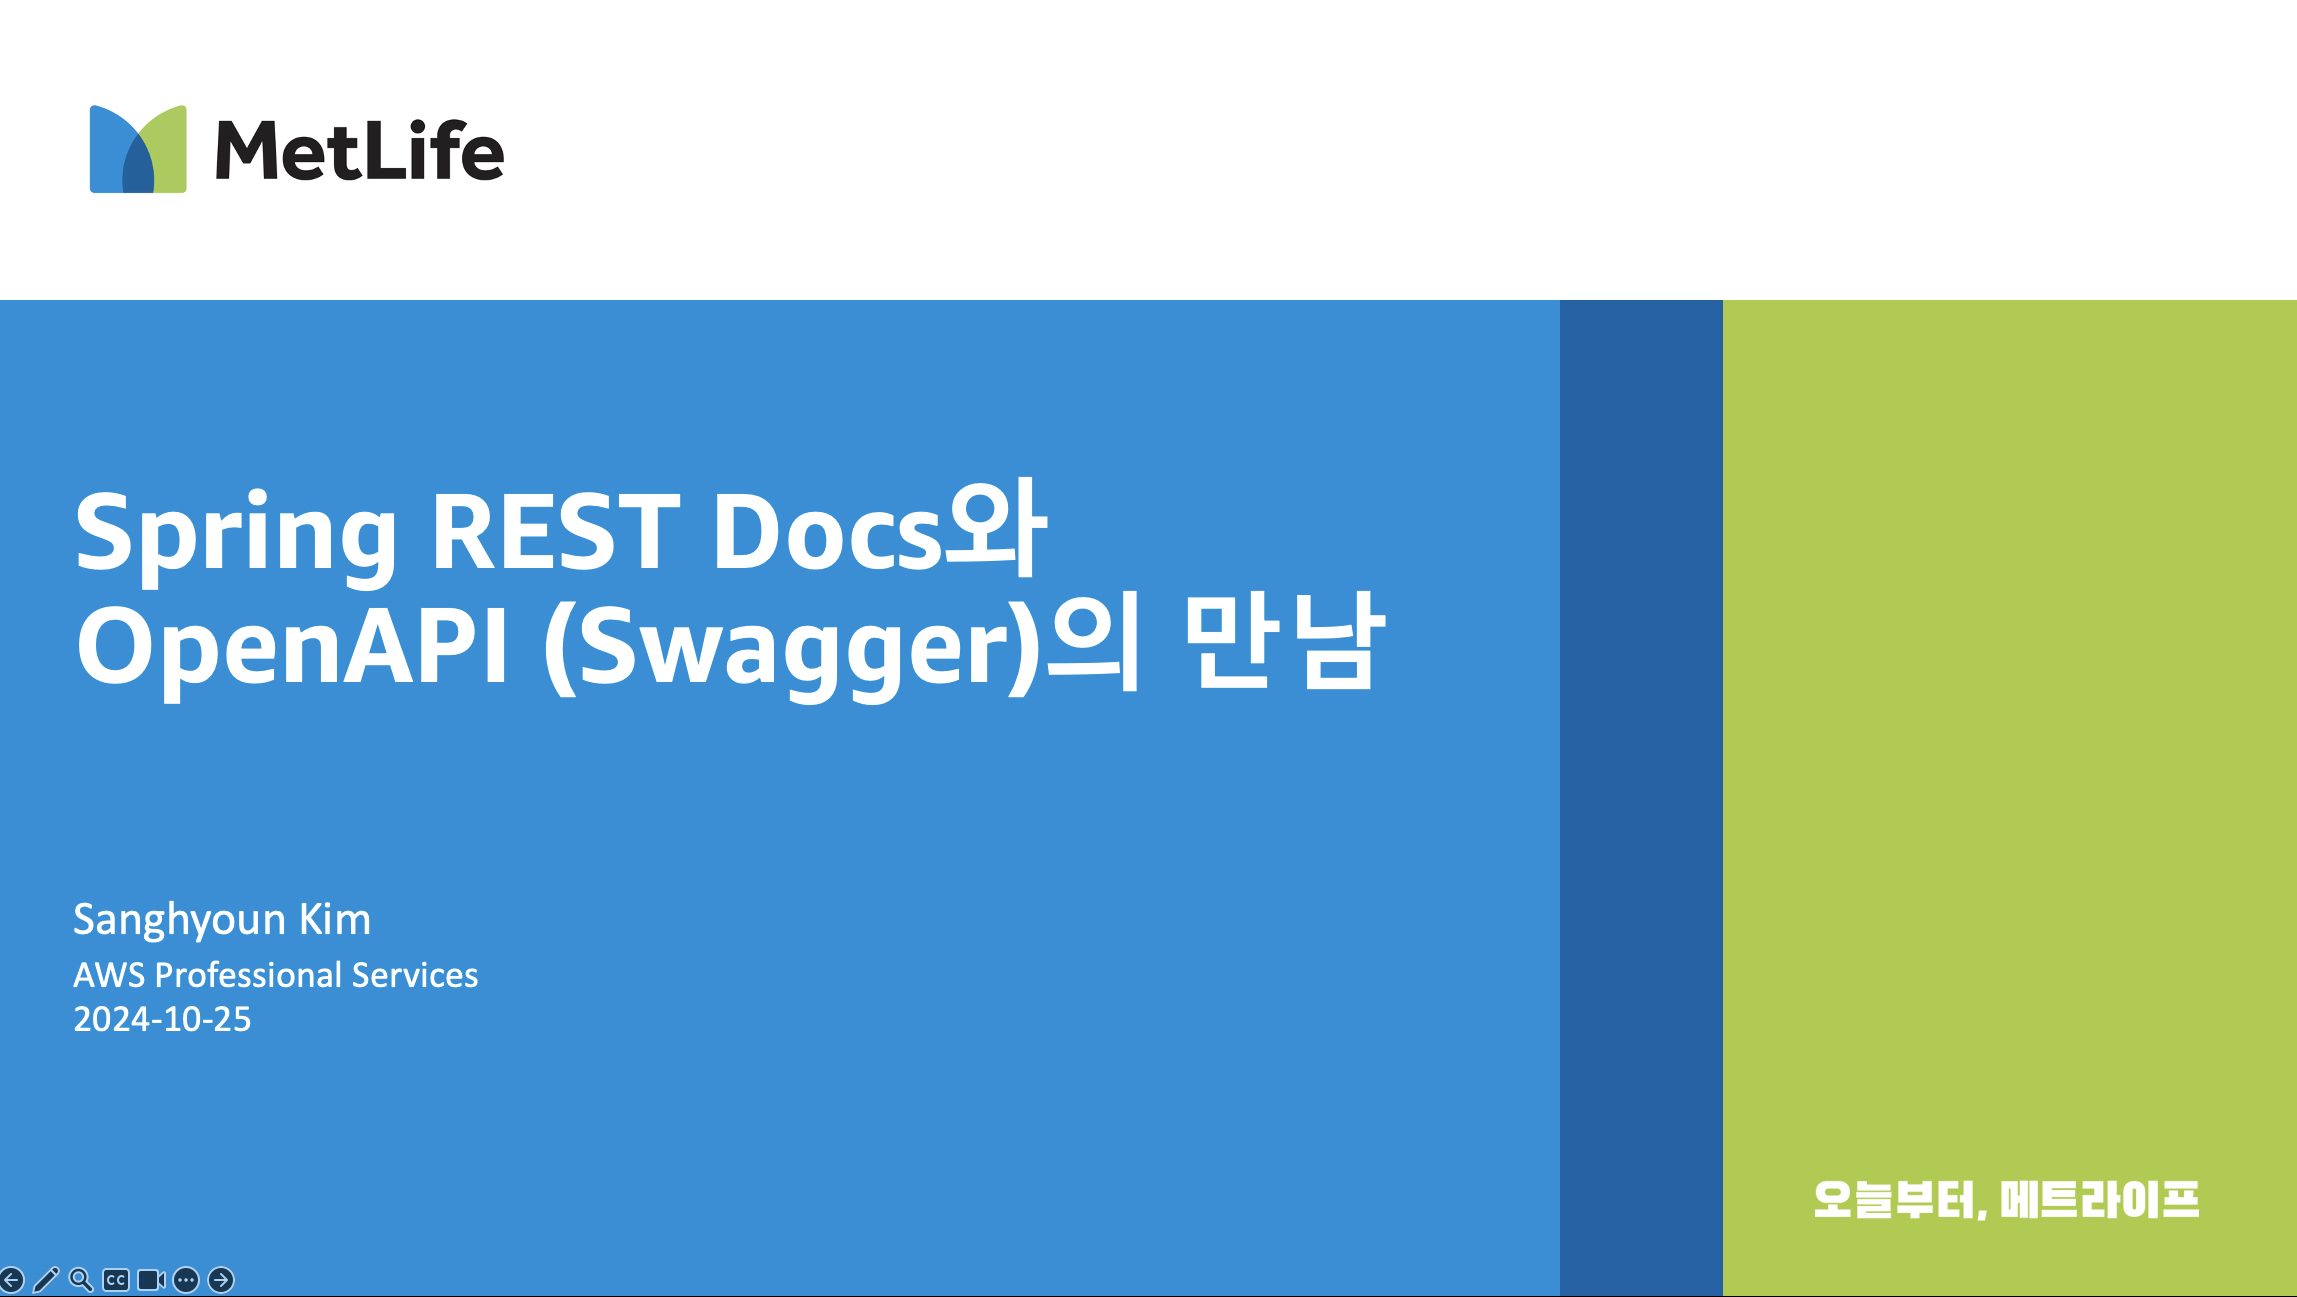 MetLife
Spring REST Docs와
OpenAPI (Swagger)의 만남
Sanghyoun Kim
AWS Professional Services
2024-10-25
오늘부터, 메트라이프
CC